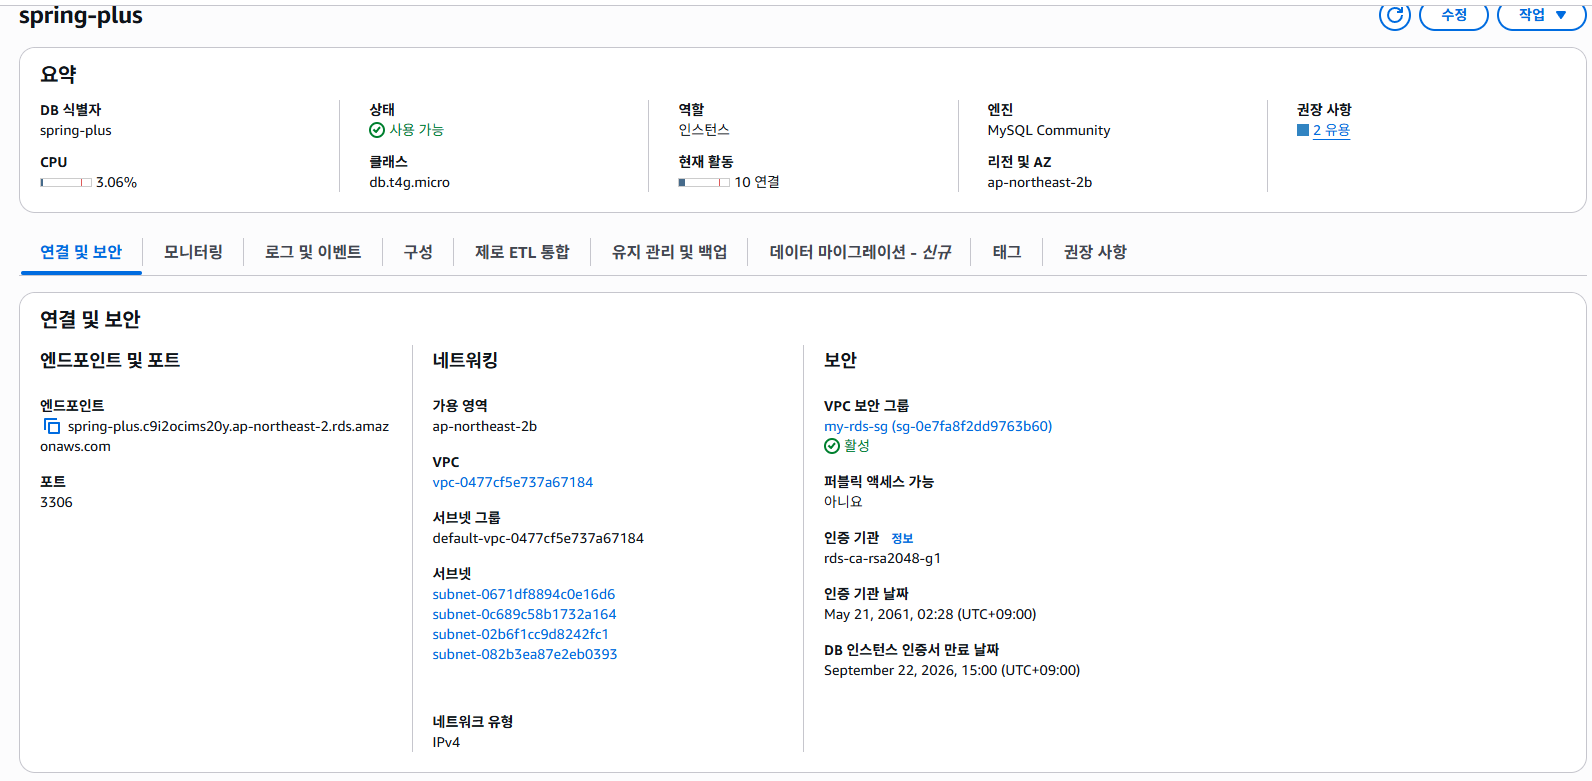 spring-plus
수정
작업
요약
DB 식별자
spring-plus
상태
사용 가능
역할
인스턴스
엔진
MySQL Community
권장 사항
2 유용
CPU
3.06%
클래스
db.t4g.micro
현재 활동
10 연결
리전 및 AZ
ap-northeast-2b
연결 및 보안
모니터링
로그 및 이벤트
구성
제로 ETL 통합
유지 관리 및 백업
데이터 마이그레이션 - 신규
태그
권장 사항
연결 및 보안
엔드포인트 및 포트
엔드포인트
spring-plus.c9i2ocims20y.ap-northeast-2.rds.amaz
onaws.com
포트
3306
네트워킹
가용 영역
ap-northeast-2b
VPC
vpc-0477cf5e737a67184
서브넷 그룹
default-vpc-0477cf5e737a67184
서브넷
subnet-0671df8894c0e16d6
subnet-0c689c58b1732a164
subnet-02b6f1cc9d8242fc1
subnet-082b3ea87e2eb0393
네트워크 유형
IPv4
보안
VPC 보안 그룹
my-rds-sg (sg-0e7fa8f2dd9763b60)
활성
퍼블릭 액세스 가능
아니요
인증 기관 정보
rds-ca-rsa2048-g1
인증 기관 날짜
May 21, 2061, 02:28 (UTC+09:00)
DB 인스턴스 인증서 만료 날짜
September 22, 2026, 15:00 (UTC+09:00)